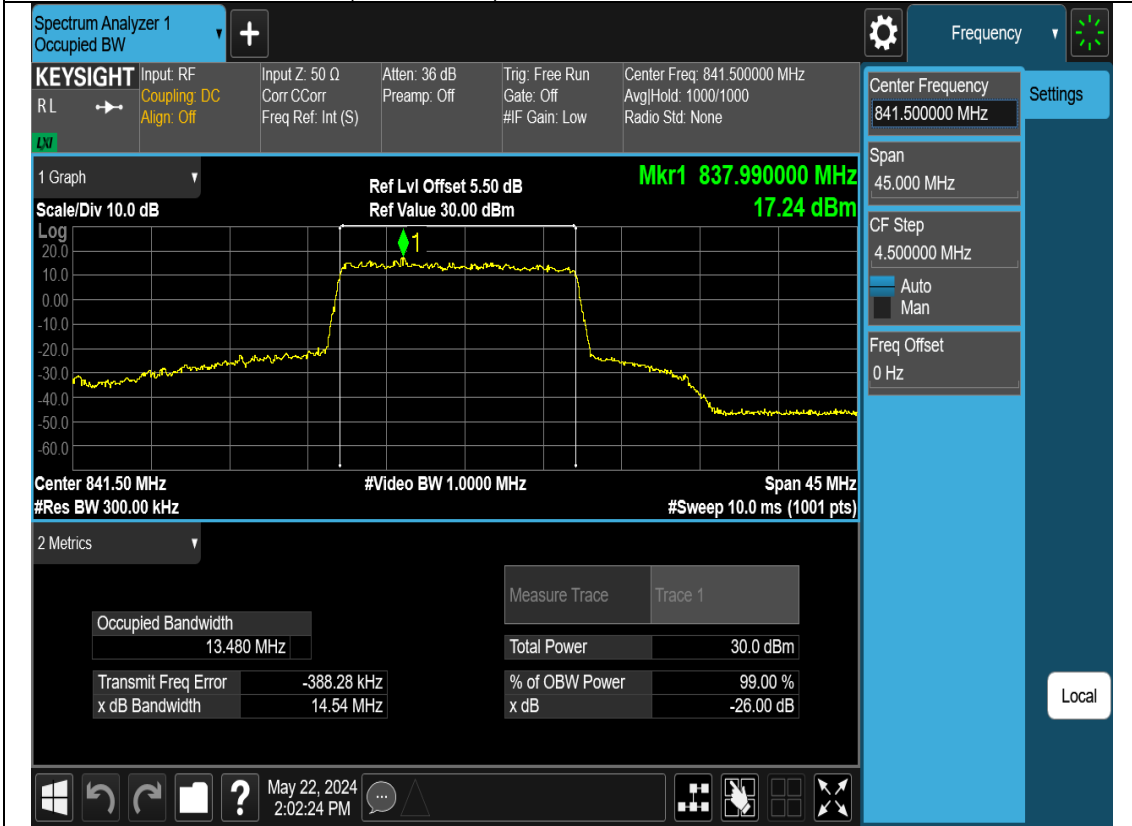 Spectrum Analyzer 1
Occupied BW
+
Frequency
KEYSIGHT
R L
LXI
Input: RF
Coupling: DC
Align: Off
Input Z: 50 Ω
Corr CCorr
Freq Ref: Int (S)
Atten: 36 dB
Preamp: Off
Trig: Free Run
Gate: Off
#IF Gain: Low
Center Freq: 841.500000 MHz
Avg|Hold: 1000/1000
Radio Std: None
Center Frequency
841.500000 MHz
Settings
Span
45.000 MHz
CF Step
4.500000 MHz
Auto
Man
Freq Offset
0 Hz
Local
1 Graph
Scale/Div 10.0 dB
Ref Lvl Offset 5.50 dB
Ref Value 30.00 dBm
Mkr1 837.990000 MHz
17.24 dBm
Log
20.0
10.0
0.00
-10.0
-20.0
-30.0
-40.0
-50.0
-60.0
1
Center 841.50 MHz
#Video BW 1.0000 MHz
Span 45 MHz
#Res BW 300.00 kHz
#Sweep 10.0 ms (1001 pts)
2 Metrics
Measure Trace
Trace 1
Occupied Bandwidth
13.480 MHz
Total Power
30.0 dBm
Transmit Freq Error
-388.28 kHz
% of OBW Power
99.00 %
x dB Bandwidth
14.54 MHz
x dB
-26.00 dB
?
May 22, 2024
2:02:24 PM